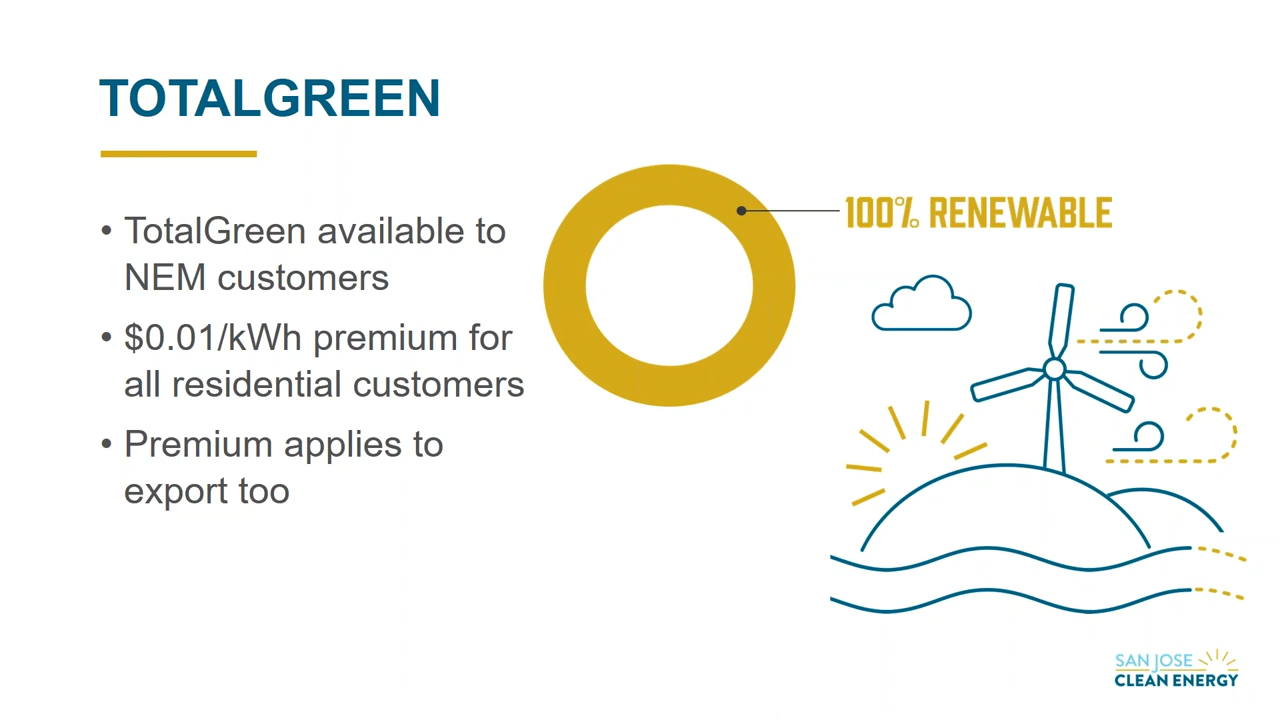 TOTALGREEN
• TotalGreen available to
NEM customers
• $0.01/kWh premium for
all residential customers
• Premium applies to
export too
100% RENEWABLE
SAN JOSE
CLEAN ENERGY